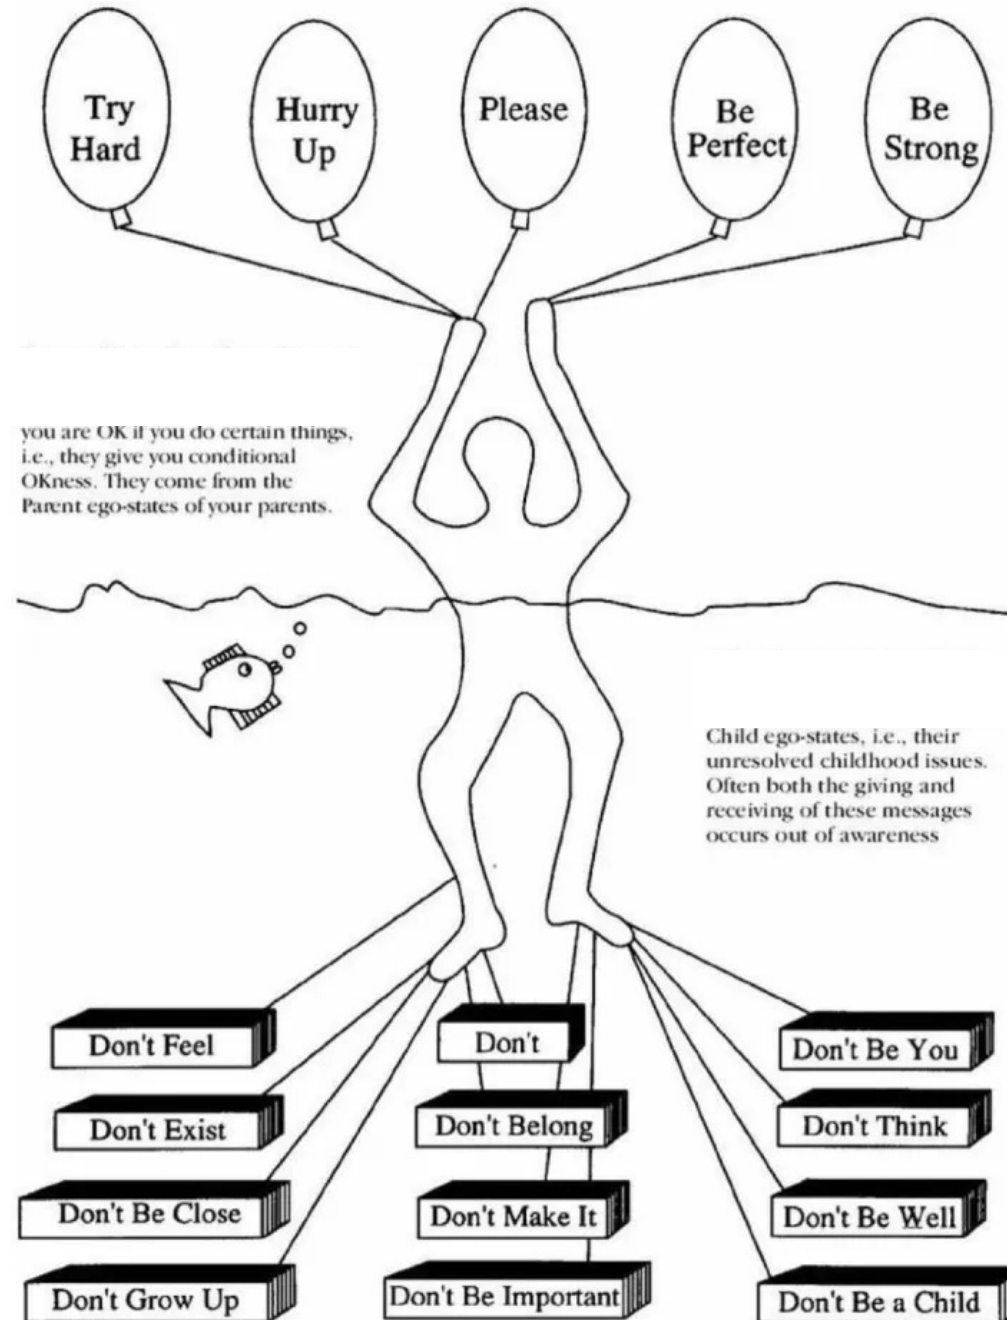 Try
Hard
Hurry
Up
Please
Be
Perfect
Be
Strong
you are OK if you do certain things,
i.e., they give you conditional
OKness. They come from the
Parent ego-states of your parents.
Child ego-states, i.e., their
unresolved childhood issues.
Often both the giving and
receiving of these messages
occurs out of awareness
Don't Feel
Don't
Don't Be You
Don't Exist
Don't Belong
Don't Think
Don't Be Close
Don't Make It
Don't Be Well
Don't Grow Up
Don't Be Important
Don't Be a Child